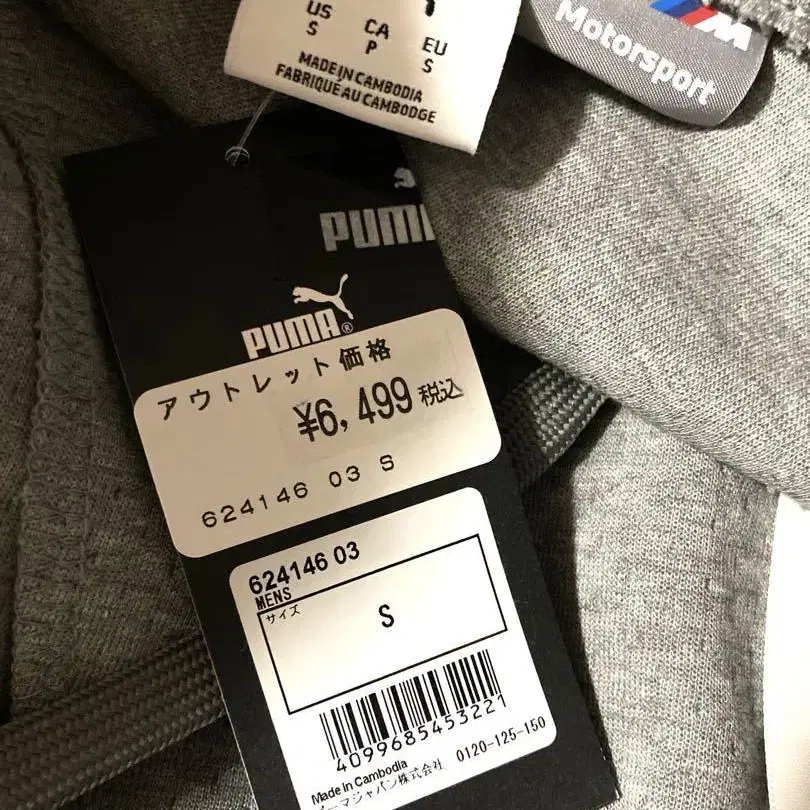 US
CA
EU
S
P
S
MADE IN CAMBODIA
FABRIQUE AU CAMBODGE
M
Motorsport
PUMA
PUMA®
アウトレット価格
¥6,499 税込
624146 03 S
624146 03
MENS
サイズ
S
4099685453221
Made in Cambodia
プーマジャパン株式会社 0120-125-150